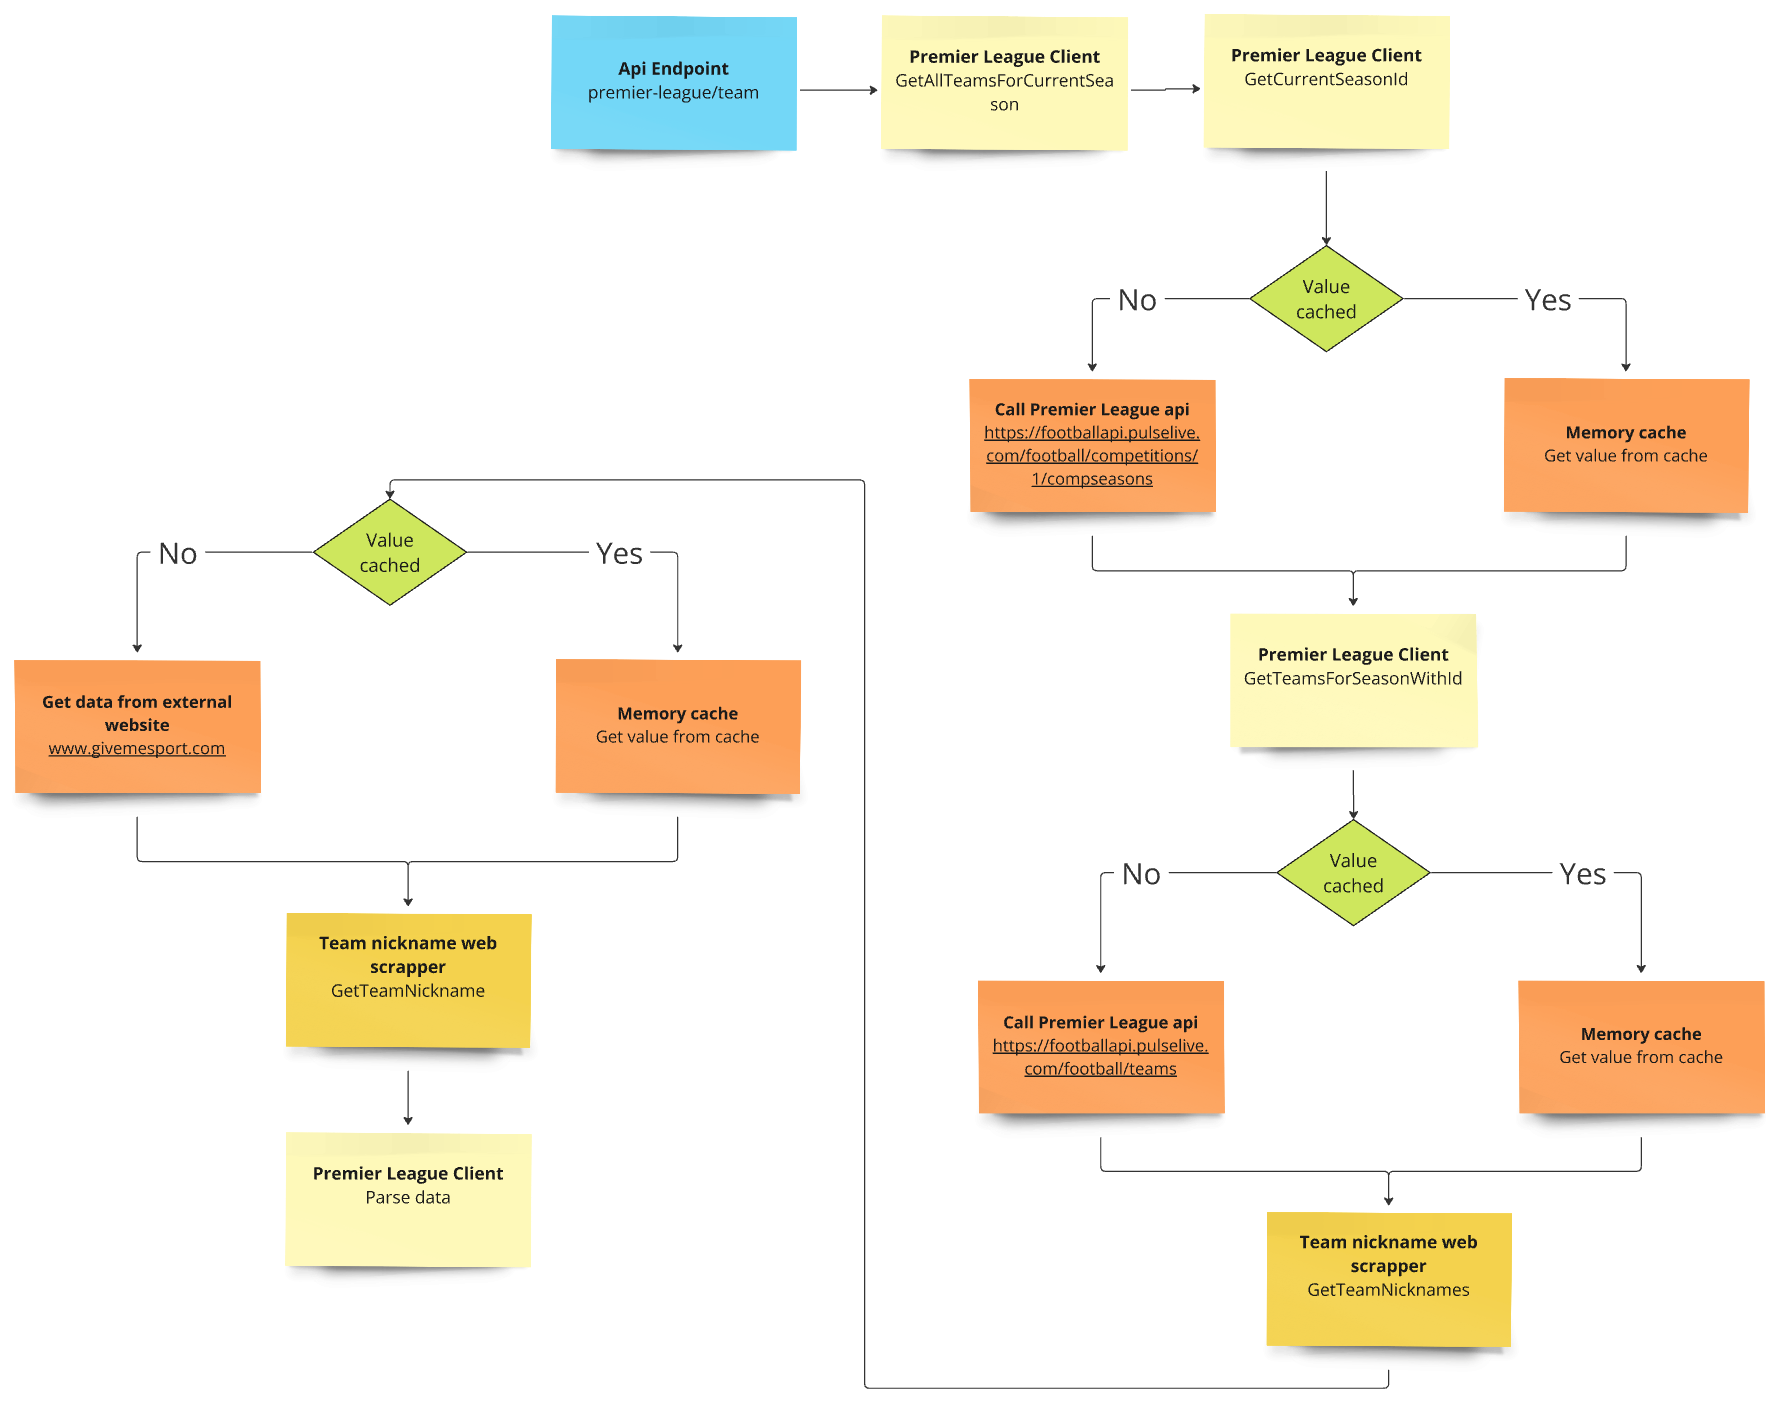 Api Endpoint
premier-league/team
Premier League Client
GetAllTeamsForCurrentSea
son
Premier League Client
GetCurrentSeasonId
Value
cached
No
Yes
Call Premier League api
https://footballapi.pulselive.
com/football/competitions/
1/compseasons
Memory cache
Get value from cache
Premier League Client
GetTeamsForSeasonWithId
Value
cached
No
Yes
Call Premier League api
https://footballapi.pulselive.
com/football/teams
Memory cache
Get value from cache
Team nickname web
scrapper
GetTeamNicknames
Value
cached
No
Yes
Get data from external
website
www.givemesport.com
Memory cache
Get value from cache
Team nickname web
scrapper
GetTeamNickname
Premier League Client
Parse data